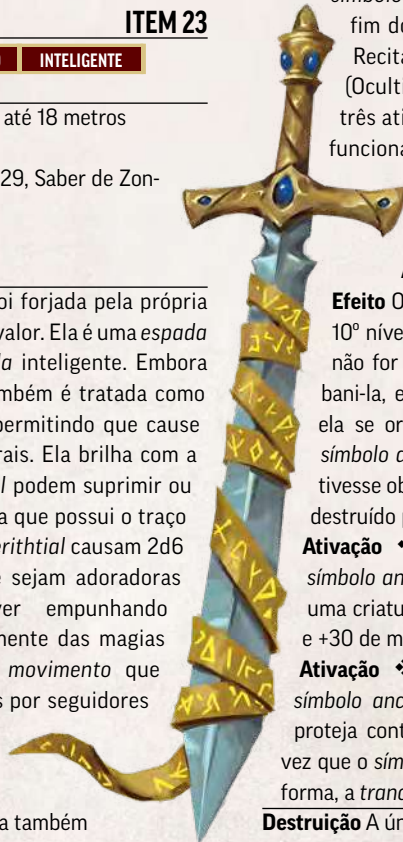 ITEM 23
INTELIGENTE
até 18 metros
29, Saber de Zon-
oi forjada pela própria
valor. Ela é uma espada
inteligente. Embora
ambém é tratada como
permitindo que cause
rais. Ela brilha com a
podem suprimir ou
a que possui o traço
erithtial causam 2d6
sejam adoradoras
ver empunhando
mente das magias
movimento que
s por seguidores
a também
fim de
Recita
(Oculti
três ati
funciona
Efeito O
10º níve
não for
bani-la, e
ela se or
símbolo a
tivesse ob
destruído p
Ativação
símbolo an
uma criatu
e +30 de m
Ativação
símbolo anc
proteja cont
vez que o sím
forma, a tranc
Destruição A ún